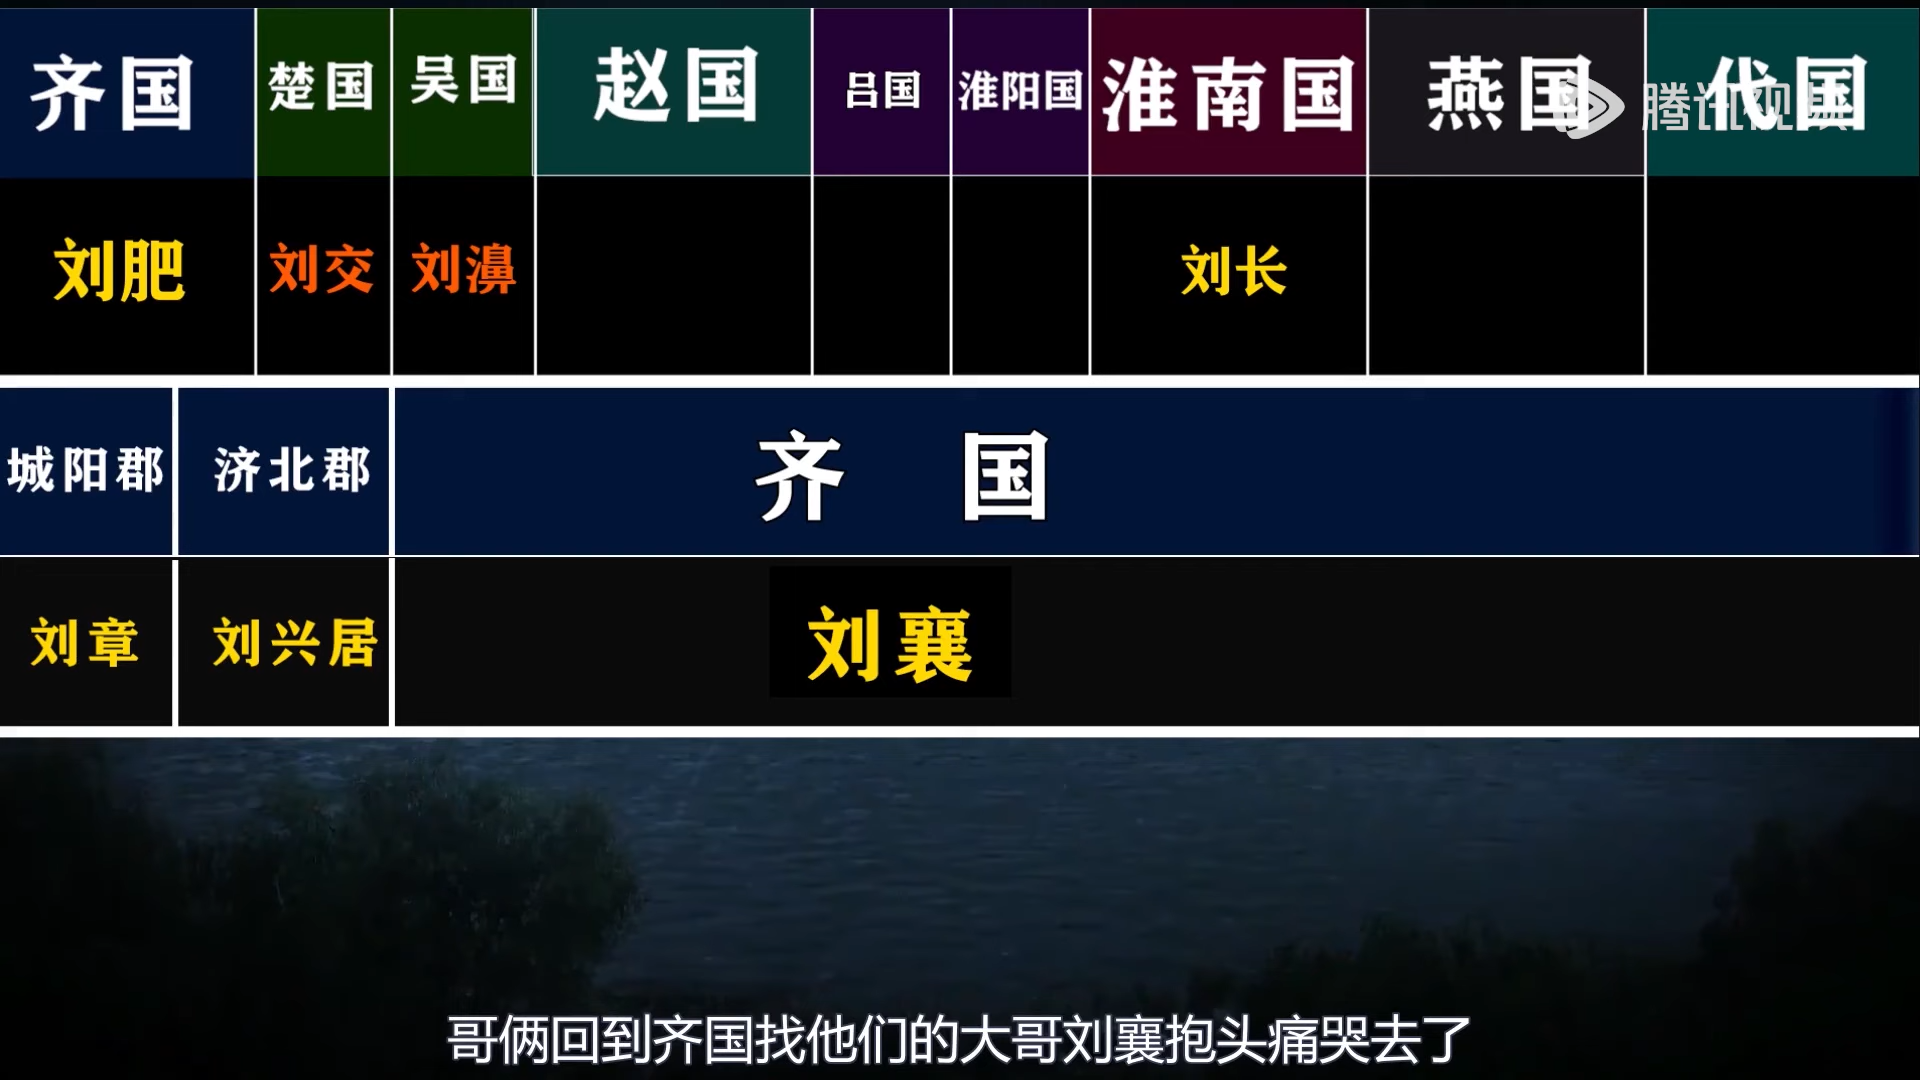 齐国 楚国 吴国 赵国 吕国 淮阳国 淮南国 燕国 代国
腾讯视频
刘肥 刘交 刘濞 刘长
城阳郡 济北郡 齐国
刘章 刘兴居 刘襄
哥俩回到齐国找他们的大哥刘襄抱头痛哭去了